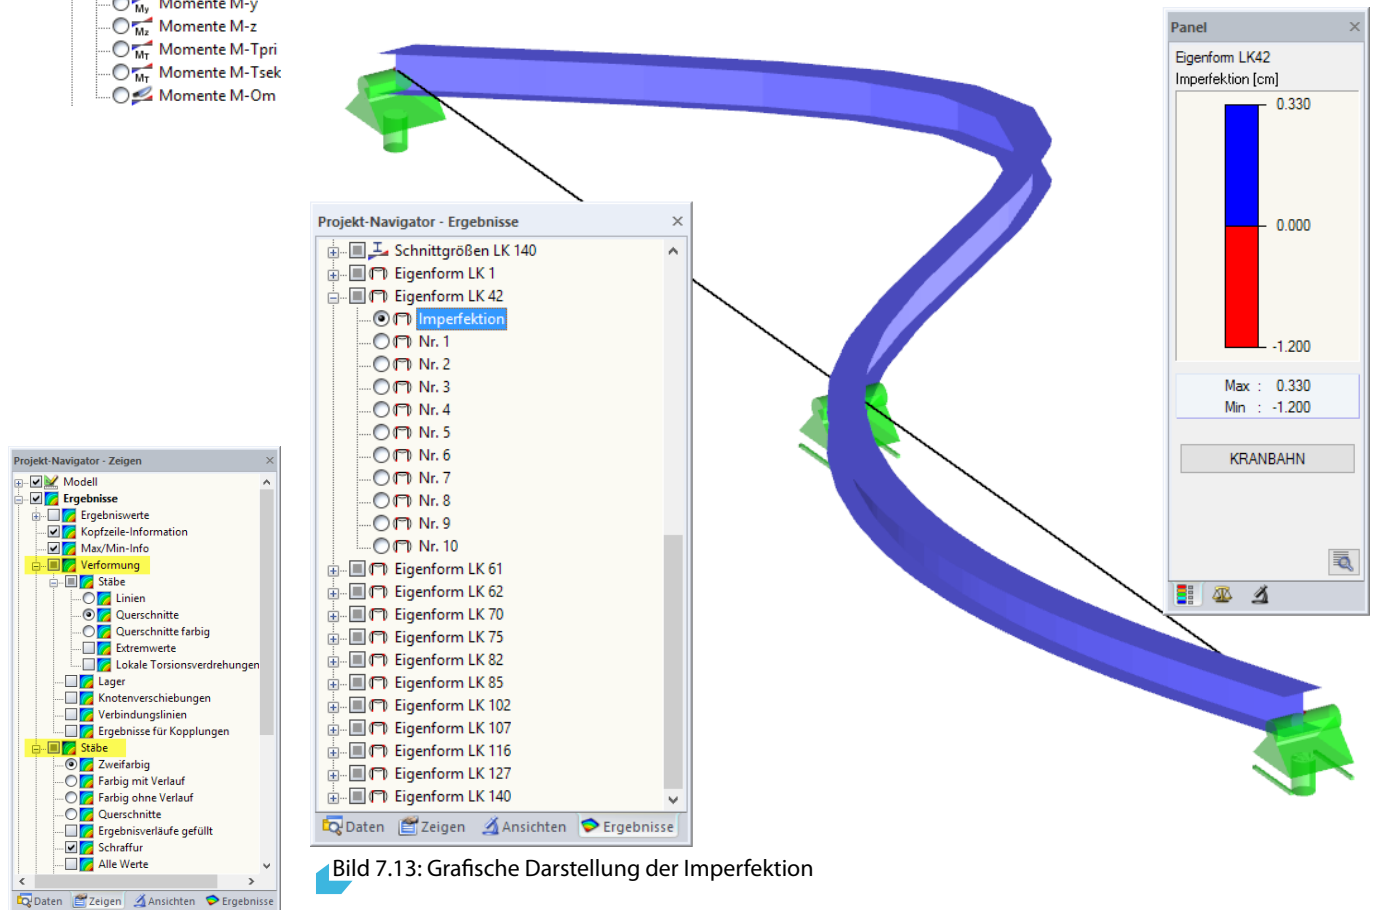 Momente M-y
Momente M-z
Momente M-Tpri
Momente M-Tsek
Momente M-Om
Projekt-Navigator - Ergebnisse
Schnittgrößen LK 140
Eigenform LK 1
Eigenform LK 42
Imperfektion
Nr. 1
Nr. 2
Nr. 3
Nr. 4
Nr. 5
Nr. 6
Nr. 7
Nr. 8
Nr. 9
Nr. 10
Eigenform LK 61
Eigenform LK 62
Eigenform LK 70
Eigenform LK 75
Eigenform LK 82
Eigenform LK 85
Eigenform LK 102
Eigenform LK 107
Eigenform LK 116
Eigenform LK 127
Eigenform LK 140
Daten Zeigen Ansichten Ergebnisse
Panel
Eigenform LK42
Imperfektion [cm]
0.330
0.000
-1.200
Max : 0.330
Min : -1.200
KRANBAHN
Projekt-Navigator - Zeigen
Modell
Ergebnisse
Ergebniswerte
Kopfzeile-Information
Max/Min-Info
Verformung
Stäbe
Linien
Querschnitte
Querschnitte farbig
Extremwerte
Lokale Torsionsverdrehungen
Lager
Knotenverschiebungen
Verbindungslinien
Ergebnisse für Kopplungen
Stäbe
Zweifarbig
Farbig mit Verlauf
Farbig ohne Verlauf
Querschnitte
Ergebnisverläufe gefüllt
Schraffur
Alle Werte
Daten Zeigen Ansichten Ergebnisse
Bild 7.13: Grafische Darstellung der Imperfektion